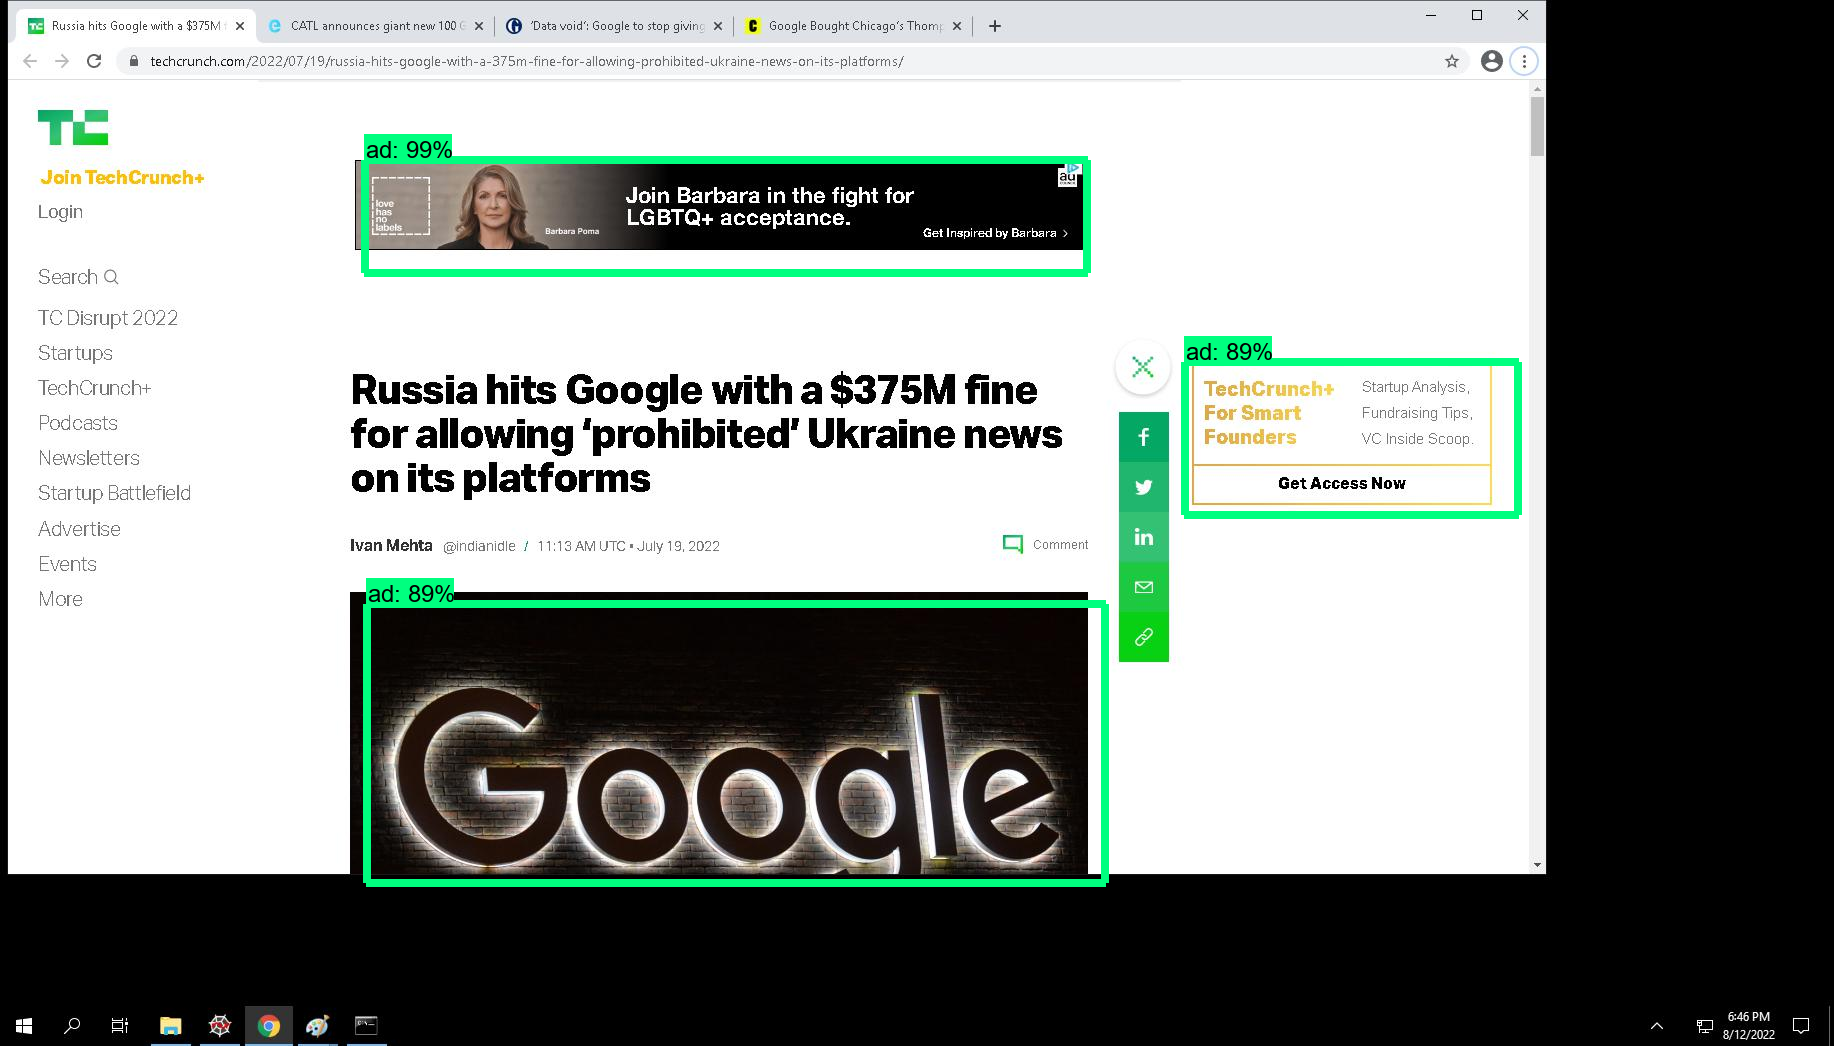 Russia hits Google with a $375M f
CATL announces giant new 100 G
'Data void': Google to stop giving
Google Bought Chicago's Thomp
techcrunch.com/2022/07/19/russia-hits-google-with-a-375m-fine-for-allowing-prohibited-ukraine-news-on-its-platforms/
TC
Join TechCrunch+
Login
Search
TC Disrupt 2022
Startups
TechCrunch+
Podcasts
Newsletters
Startup Battlefield
Advertise
Events
More
ad: 99%
love
has
no
labels
Barbara Poma
Join Barbara in the fight for
LGBTQ+ acceptance.
Get Inspired by Barbara >
au
Russia hits Google with a $375M fine
for allowing ‘prohibited’ Ukraine news
on its platforms
Ivan Mehta @indianidle / 11:13 AM UTC • July 19, 2022
Comment
ad: 89%
Google
f
in
ad: 89%
TechCrunch+
For Smart
Founders
Startup Analysis,
Fundraising Tips,
VC Inside Scoop.
Get Access Now
6:46 PM
8/12/2022